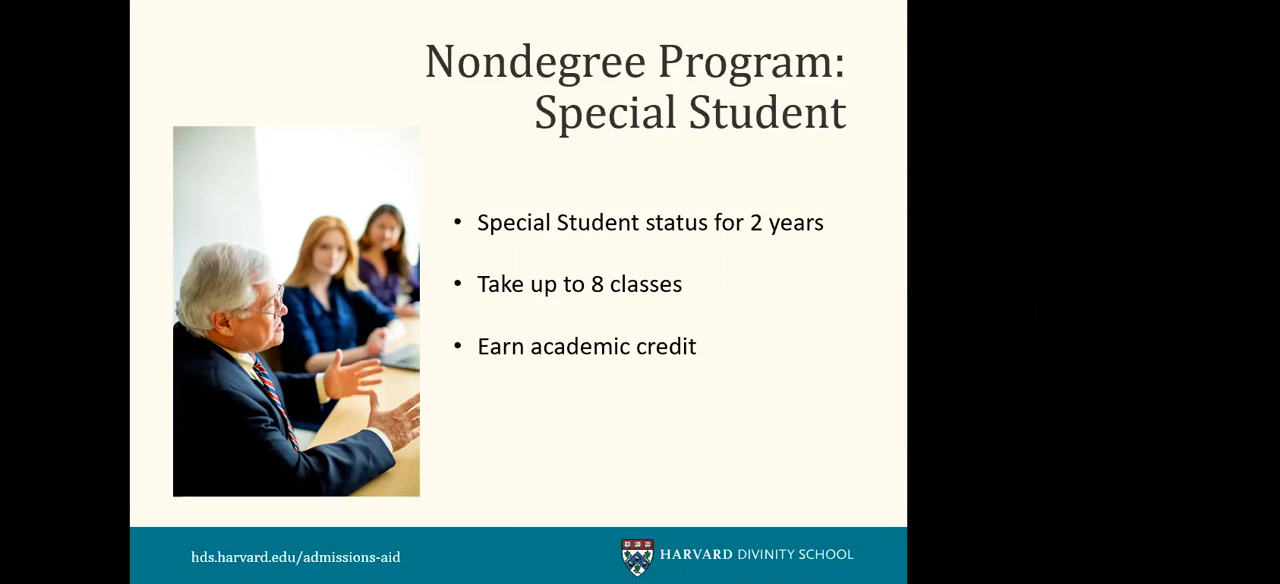 Nondegree Program:
Special Student
• Special Student status for 2 years
• Take up to 8 classes
• Earn academic credit
hds.harvard.edu/admissions-aid
HARVARD DIVINITY SCHOOL